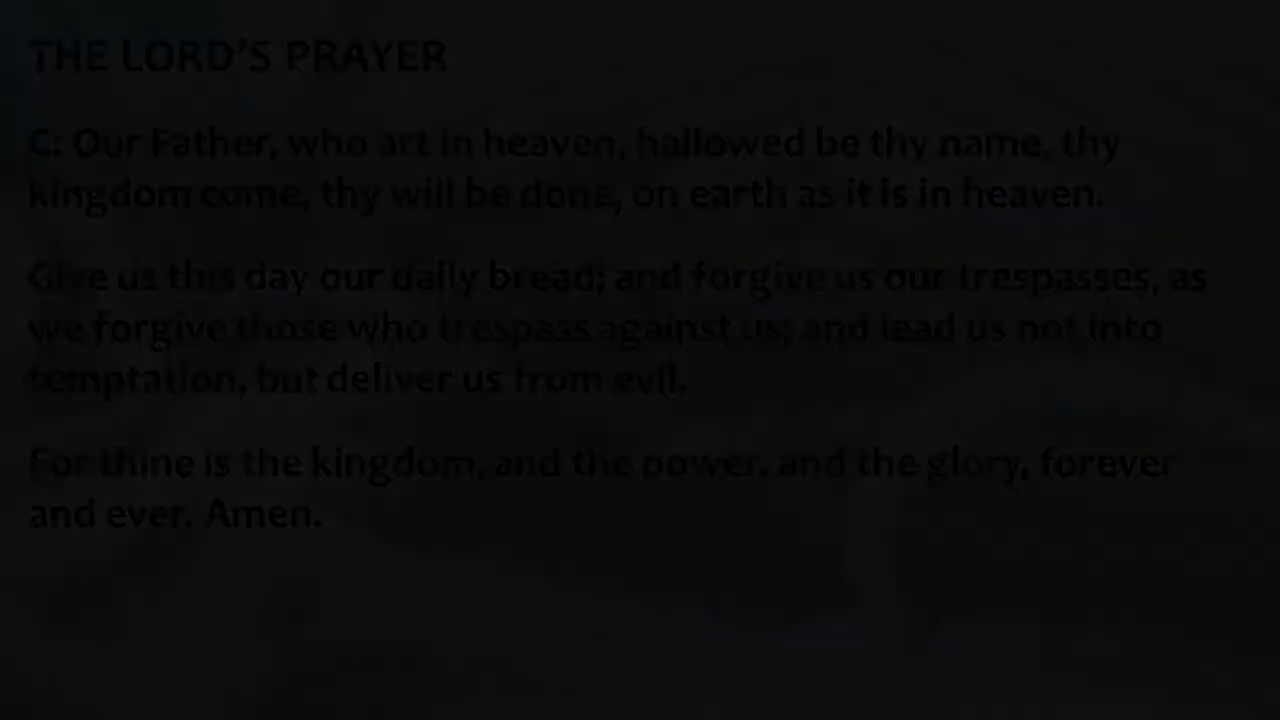 THE LORD'S PRAYER
C: Our Father, who art in heaven, hallowed be thy name, thy
kingdom come, thy will be done, on earth as it is in heaven.
Give us this day our daily bread; and forgive us our trespasses, as
we forgive those who trespass against us; and lead us not into
temptation, but deliver us from evil.
For thine is the kingdom, and the power, and the glory, forever
and ever. Amen.